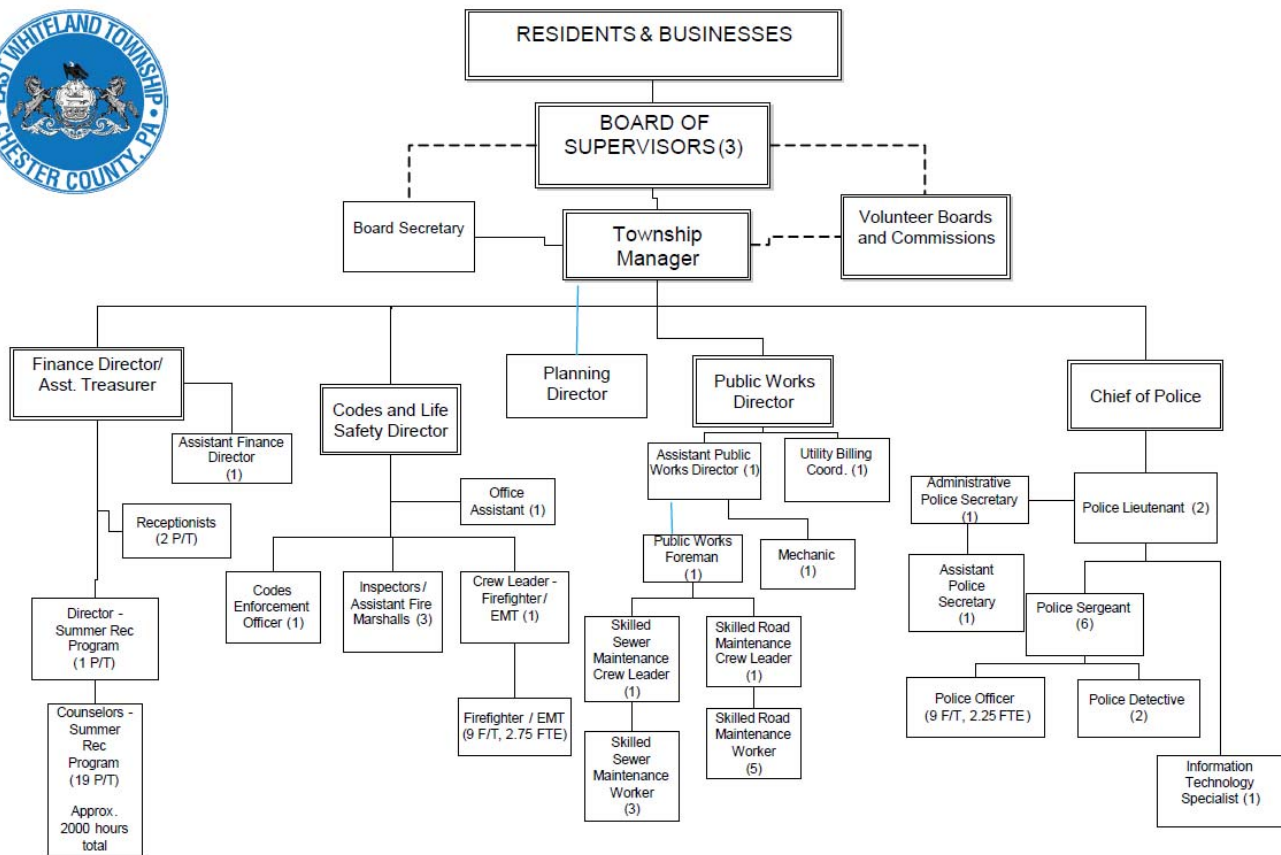 EAST WHITELAND TOWNSHIP
CHESTER COUNTY, PA
RESIDENTS & BUSINESSES
BOARD OF
SUPERVISORS (3)
Board Secretary
Township
Manager
Volunteer Boards
and Commissions
Finance Director/
Asst. Treasurer
Codes and Life
Safety Director
Planning
Director
Public Works
Director
Chief of Police
Assistant Finance
Director
(1)
Receptionists
(2 P/T)
Director -
Summer Rec
Program
(1 P/T)
Counselors -
Summer
Rec
Program
(19 P/T)
Approx.
2000 hours
total
Office
Assistant (1)
Codes
Enforcement
Officer (1)
Inspectors /
Assistant Fire
Marshalls (3)
Crew Leader -
Firefighter /
EMT (1)
Firefighter / EMT
(9 F/T, 2.75 FTE)
Assistant Public
Works Director (1)
Utility Billing
Coord. (1)
Public Works
Foreman
(1)
Mechanic
(1)
Skilled
Sewer
Maintenance
Crew Leader
(1)
Skilled Road
Maintenance
Crew Leader
(1)
Skilled
Sewer
Maintenance
Worker
(3)
Skilled Road
Maintenance
Worker
(5)
Administrative
Police Secretary
(1)
Police Lieutenant (2)
Assistant
Police
Secretary
(1)
Police Sergeant
(6)
Police Officer
(9 F/T, 2.25 FTE)
Police Detective
(2)
Information
Technology
Specialist (1)